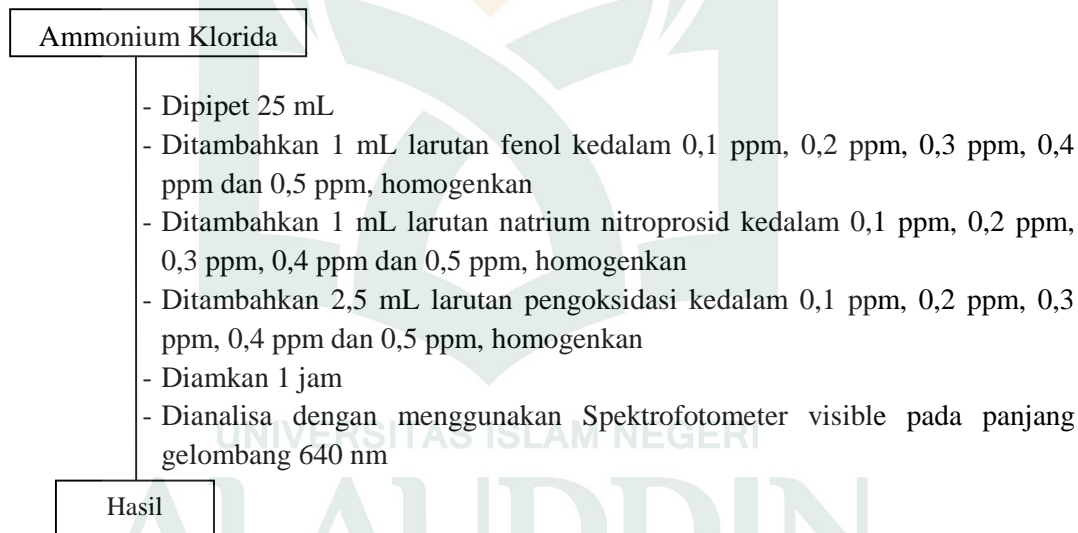 Ammonium Klorida
- Dipipet 25 mL
- Ditambahkan 1 mL larutan fenol kedalam 0,1 ppm, 0,2 ppm, 0,3 ppm, 0,4
ppm dan 0,5 ppm, homogenkan
- Ditambahkan 1 mL larutan natrium nitroprosid kedalam 0,1 ppm, 0,2 ppm,
0,3 ppm, 0,4 ppm dan 0,5 ppm, homogenkan
- Ditambahkan 2,5 mL larutan pengoksidasi kedalam 0,1 ppm, 0,2 ppm, 0,3
ppm, 0,4 ppm dan 0,5 ppm, homogenkan
- Diamkan 1 jam
- Dianalisa dengan menggunakan Spektrofotometer visible pada panjang
UNIVERSITAS ISLAM NEGERI
gelombang 640 nm
Hasil
ALAUDDIN